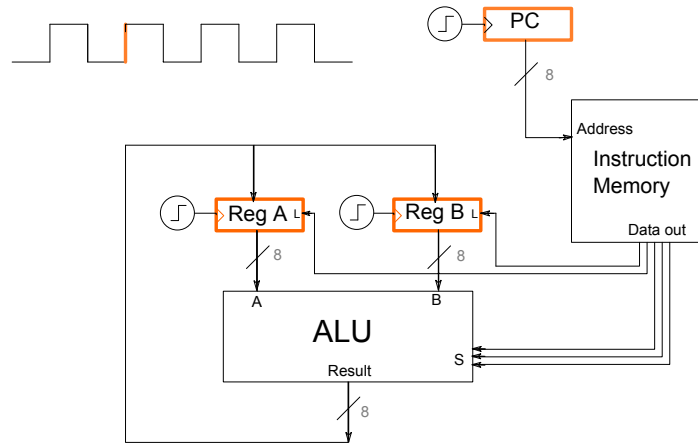 PC
8
Address
Instruction
Memory
Data out
Reg A L
Reg B L
8
8
A
B
ALU
S
Result
8